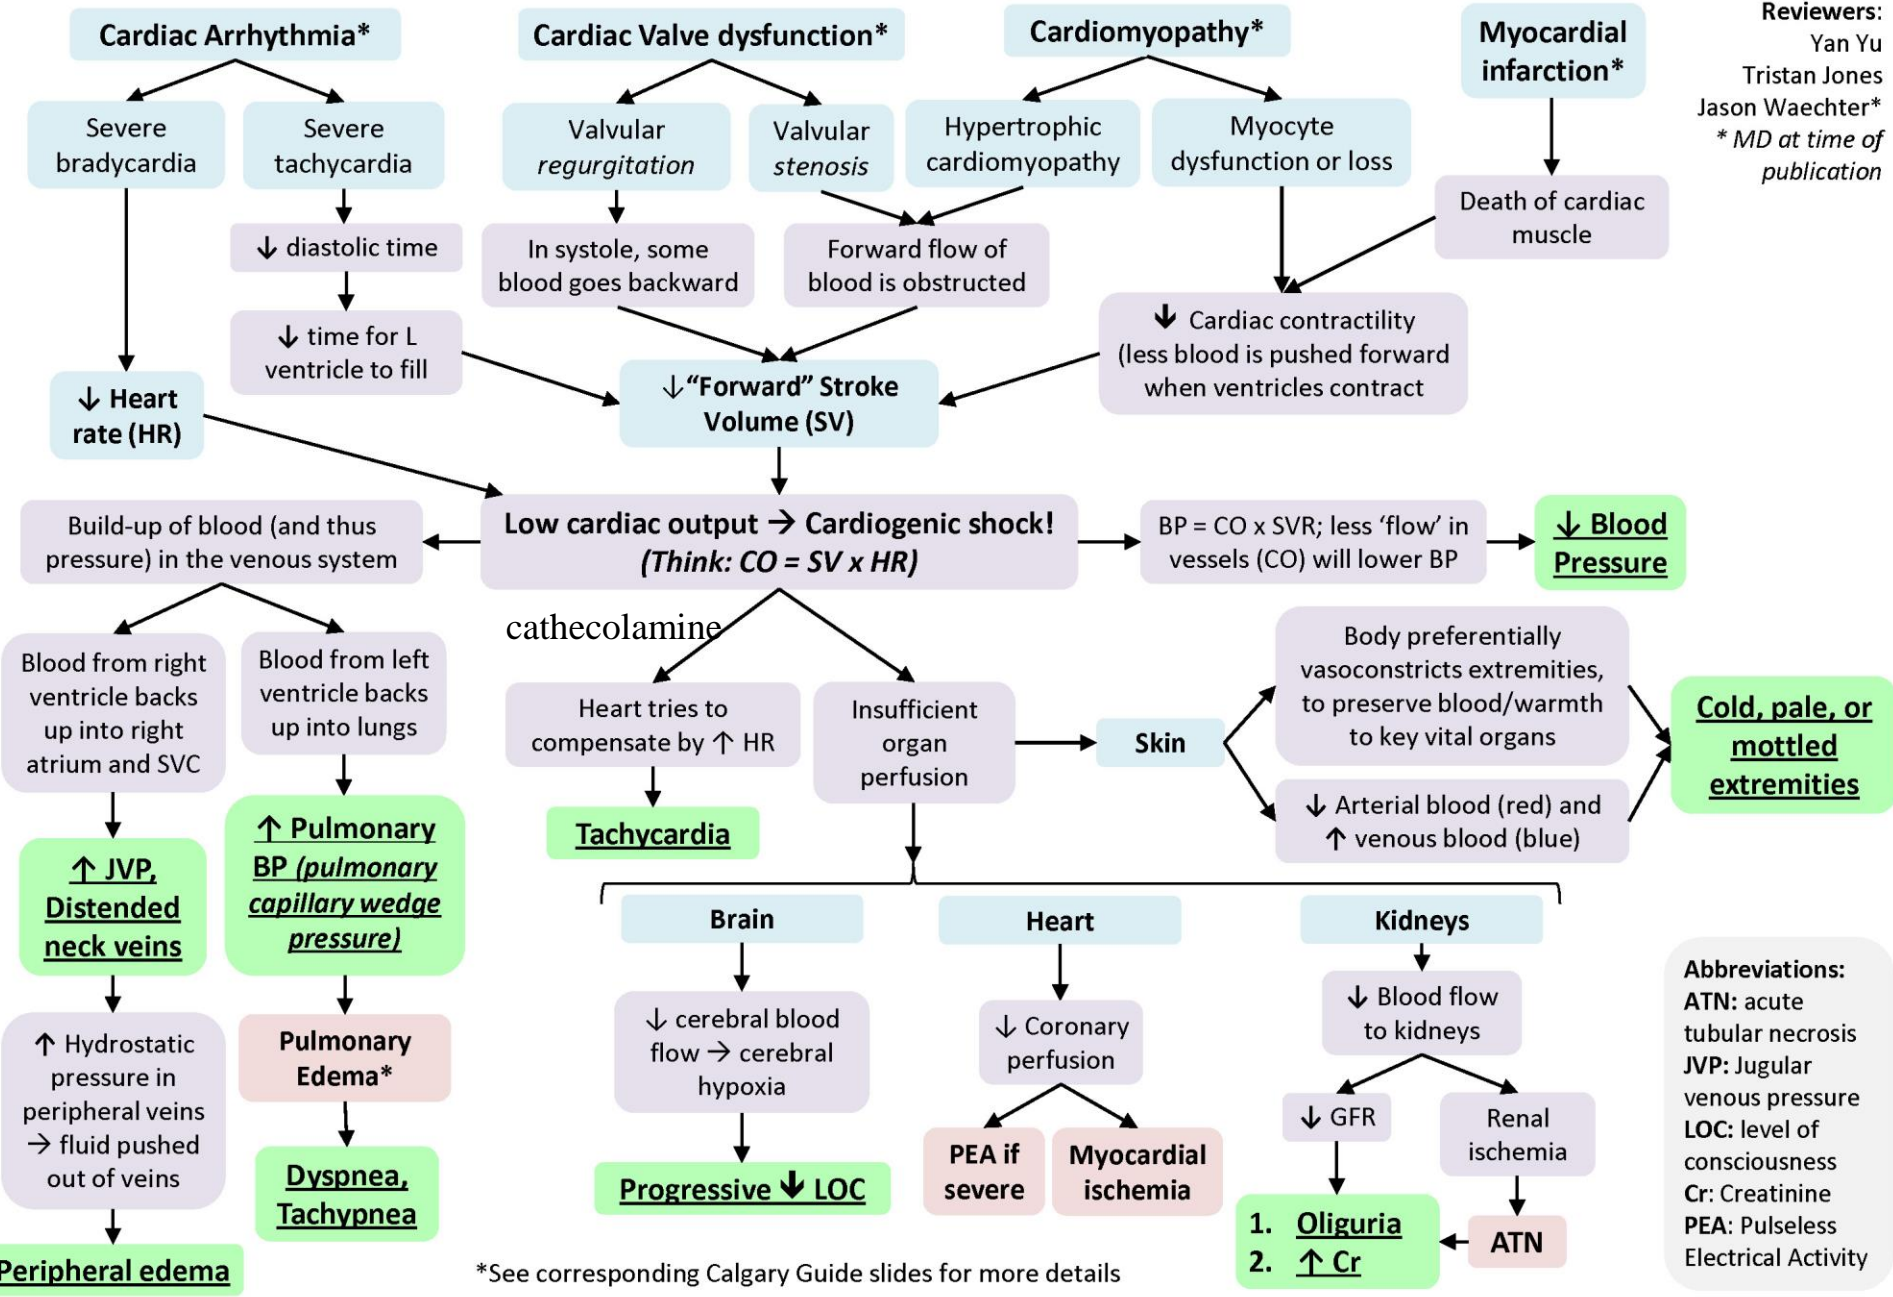 Cardiac Arrhythmia*
Cardiac Valve dysfunction*
Cardiomyopathy*
Myocardial
infarction*
Reviewers:
Yan Yu
Tristan Jones
Jason Waechter*
* MD at time of
publication
Severe
bradycardia
Severe
tachycardia
Valvular
regurgitation
Valvular
stenosis
Hypertrophic
cardiomyopathy
Myocyte
dysfunction or loss
Death of cardiac
muscle
↓ diastolic time
In systole, some
blood goes backward
Forward flow of
blood is obstructed
↓ time for L
ventricle to fill
↓ Cardiac contractility
(less blood is pushed forward
when ventricles contract
↓ Heart
rate (HR)
↓“Forward” Stroke
Volume (SV)
Build-up of blood (and thus
pressure) in the venous system
Low cardiac output → Cardiogenic shock!
(Think: CO = SV x HR)
BP = CO x SVR; less ‘flow’ in
vessels (CO) will lower BP
↓ Blood
Pressure
cathecolamine
Blood from right
ventricle backs
up into right
atrium and SVC
Blood from left
ventricle backs
up into lungs
Heart tries to
compensate by ↑ HR
Insufficient
organ
perfusion
Skin
Body preferentially
vasoconstricts extremities,
to preserve blood/warmth
to key vital organs
↓ Arterial blood (red) and
↑ venous blood (blue)
Cold, pale, or
mottled
extremities
Tachycardia
↑ JVP,
Distended
neck veins
↑ Pulmonary
BP (pulmonary
capillary wedge
pressure)
Brain
Heart
Kidneys
↑ Hydrostatic
pressure in
peripheral veins
→ fluid pushed
out of veins
Pulmonary
Edema*
↓ cerebral blood
flow → cerebral
hypoxia
↓ Coronary
perfusion
↓ Blood flow
to kidneys
↓ GFR
Renal
ischemia
Dyspnea,
Tachypnea
Progressive ↓ LOC
PEA if
severe
Myocardial
ischemia
1. Oliguria
2. ↑ Cr
ATN
Peripheral edema
*See corresponding Calgary Guide slides for more details
Abbreviations:
ATN: acute
tubular necrosis
JVP: Jugular
venous pressure
LOC: level of
consciousness
Cr: Creatinine
PEA: Pulseless
Electrical Activity